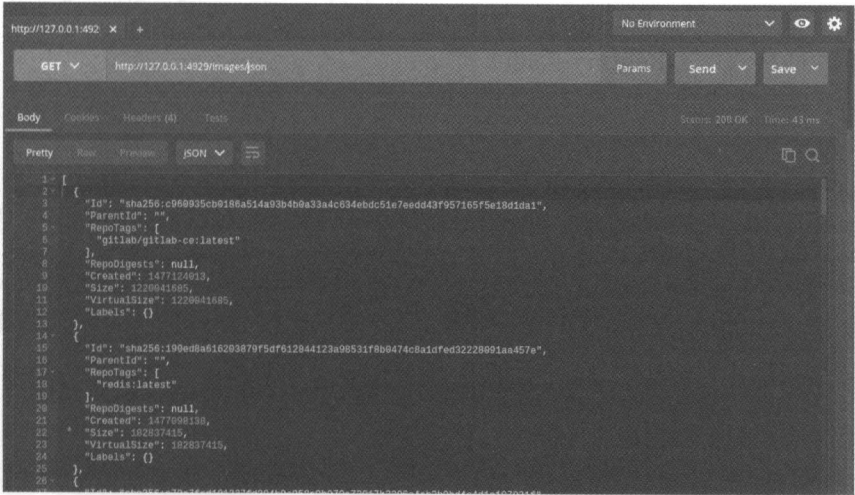 http://127.0.0.1:492 × +
No Environment
GET http://127.0.0.1:4929/images/json Params Send Save
Body Cookies Headers (4) Tests Status: 200 OK Time: 43 ms
Pretty Raw Preview JSON
1 [
2 {
3 "Id": "sha256:c960935cb0186a514a93b4b0a33a4c634ebdc51e7eedd43f957165f5e18d1da1",
4 "ParentId": "",
5 "RepoTags": [
6 "gitlab/gitlab-ce:latest"
7 ],
8 "RepoDigests": null,
9 "Created": 1477124013,
10 "Size": 1220041685,
11 "VirtualSize": 1220041685,
12 "Labels": {}
13 },
14 {
15 "Id": "sha256:190ed8a616203870f5df612844123a98531f8b0474c8a1dfed32228091aa457e",
16 "ParentId": "",
17 "RepoTags": [
18 "redis:latest"
19 ],
20 "RepoDigests": null,
21 "Created": 1477098138,
22 "Size": 182837415,
23 "VirtualSize": 182837415,
24 "Labels": {}
25 },
26 {